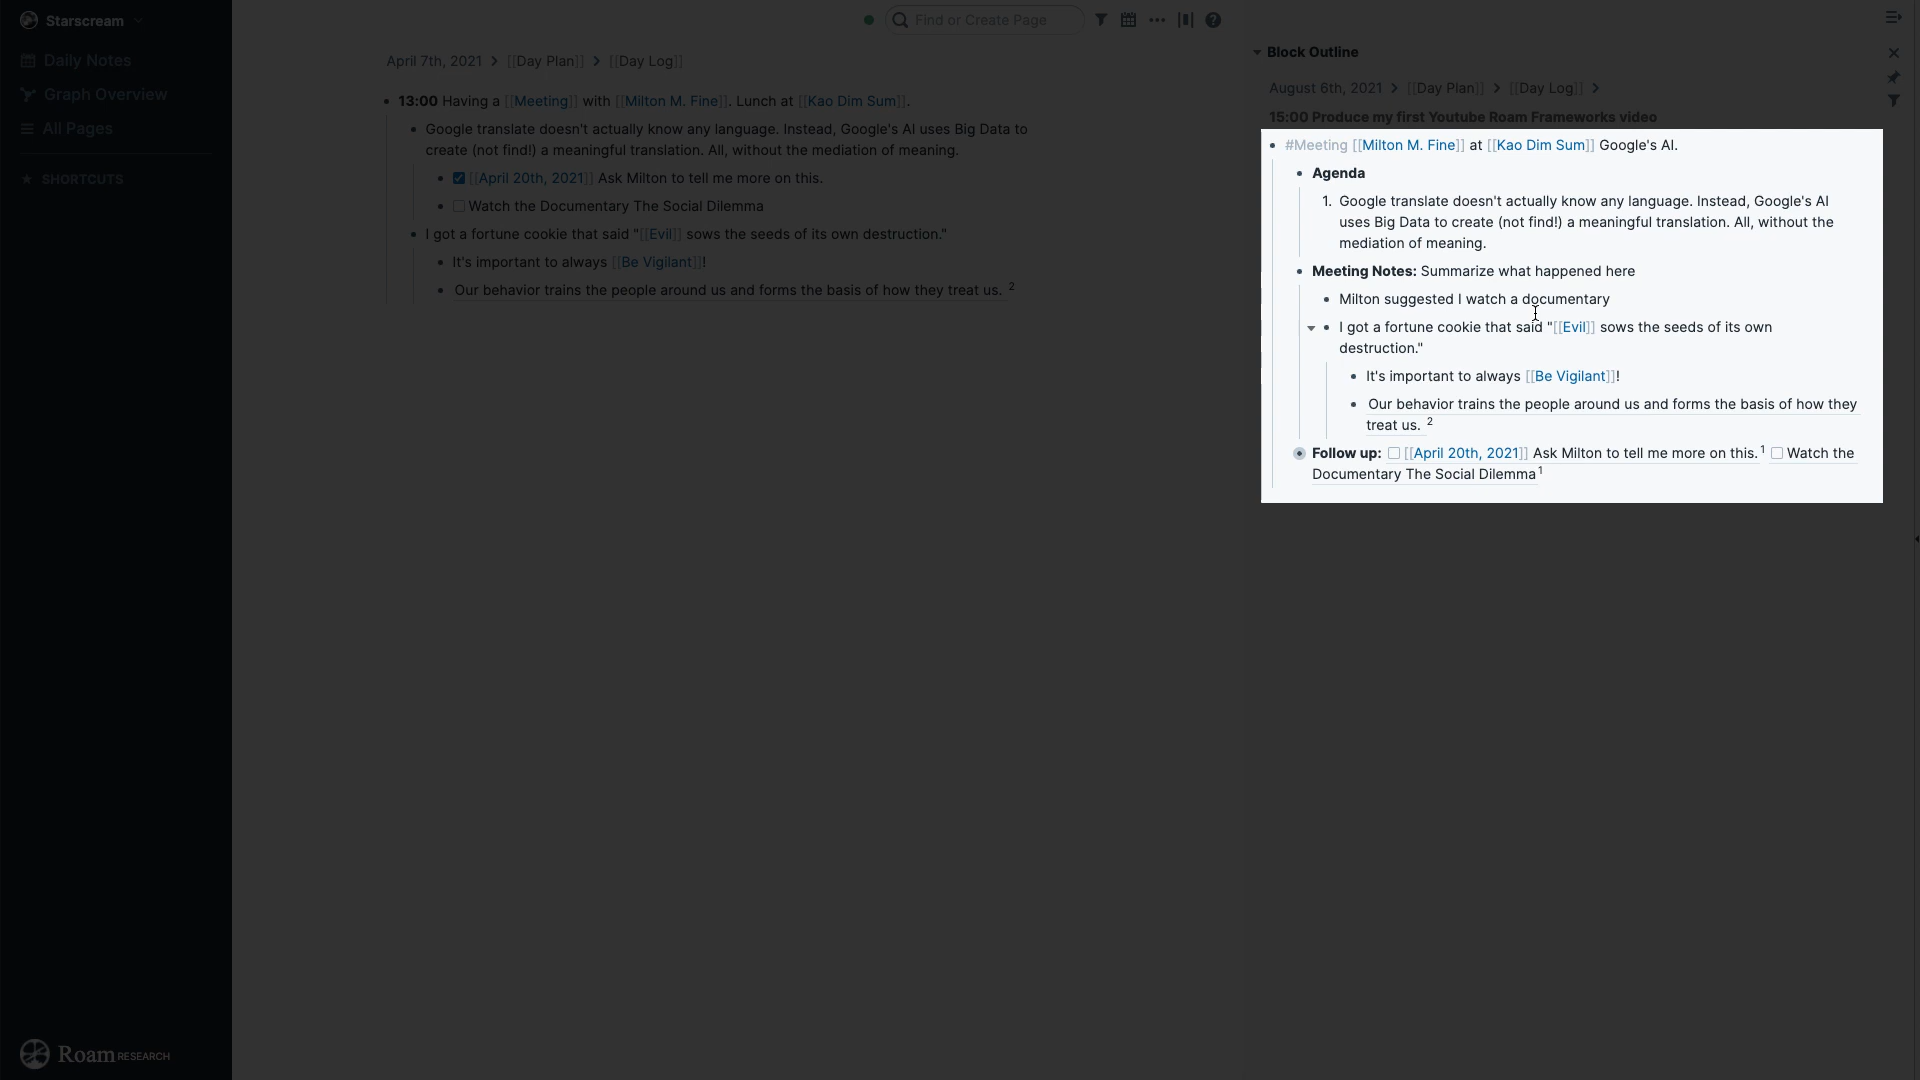 Starscream
Daily Notes
Graph Overview
All Pages
SHORTCUTS
Roam RESEARCH
Find or Create Page
April 7th, 2021 > [[Day Plan]] > [[Day Log]]
13:00 Having a [[Meeting]] with [[Milton M. Fine]]. Lunch at [[Kao Dim Sum]].
Google translate doesn't actually know any language. Instead, Google's AI uses Big Data to
create (not find!) a meaningful translation. All, without the mediation of meaning.
[[April 20th, 2021]] Ask Milton to tell me more on this.
Watch the Documentary The Social Dilemma
I got a fortune cookie that said "[[Evil]] sows the seeds of its own destruction."
It's important to always [[Be Vigilant]]!
Our behavior trains the people around us and forms the basis of how they treat us. 2
Block Outline
August 6th, 2021 > [[Day Plan]] > [[Day Log]] >
15:00 Produce my first Youtube Roam Frameworks video
#Meeting [[Milton M. Fine]] at [[Kao Dim Sum]] Google's AI.
Agenda
1. Google translate doesn't actually know any language. Instead, Google's AI
uses Big Data to create (not find!) a meaningful translation. All, without the
mediation of meaning.
Meeting Notes: Summarize what happened here
Milton suggested I watch a documentary
I got a fortune cookie that said "[[Evil]] sows the seeds of its own
destruction."
It's important to always [[Be Vigilant]]!
Our behavior trains the people around us and forms the basis of how they
treat us. 2
Follow up: [[April 20th, 2021]] Ask Milton to tell me more on this. 1 Watch the
Documentary The Social Dilemma 1